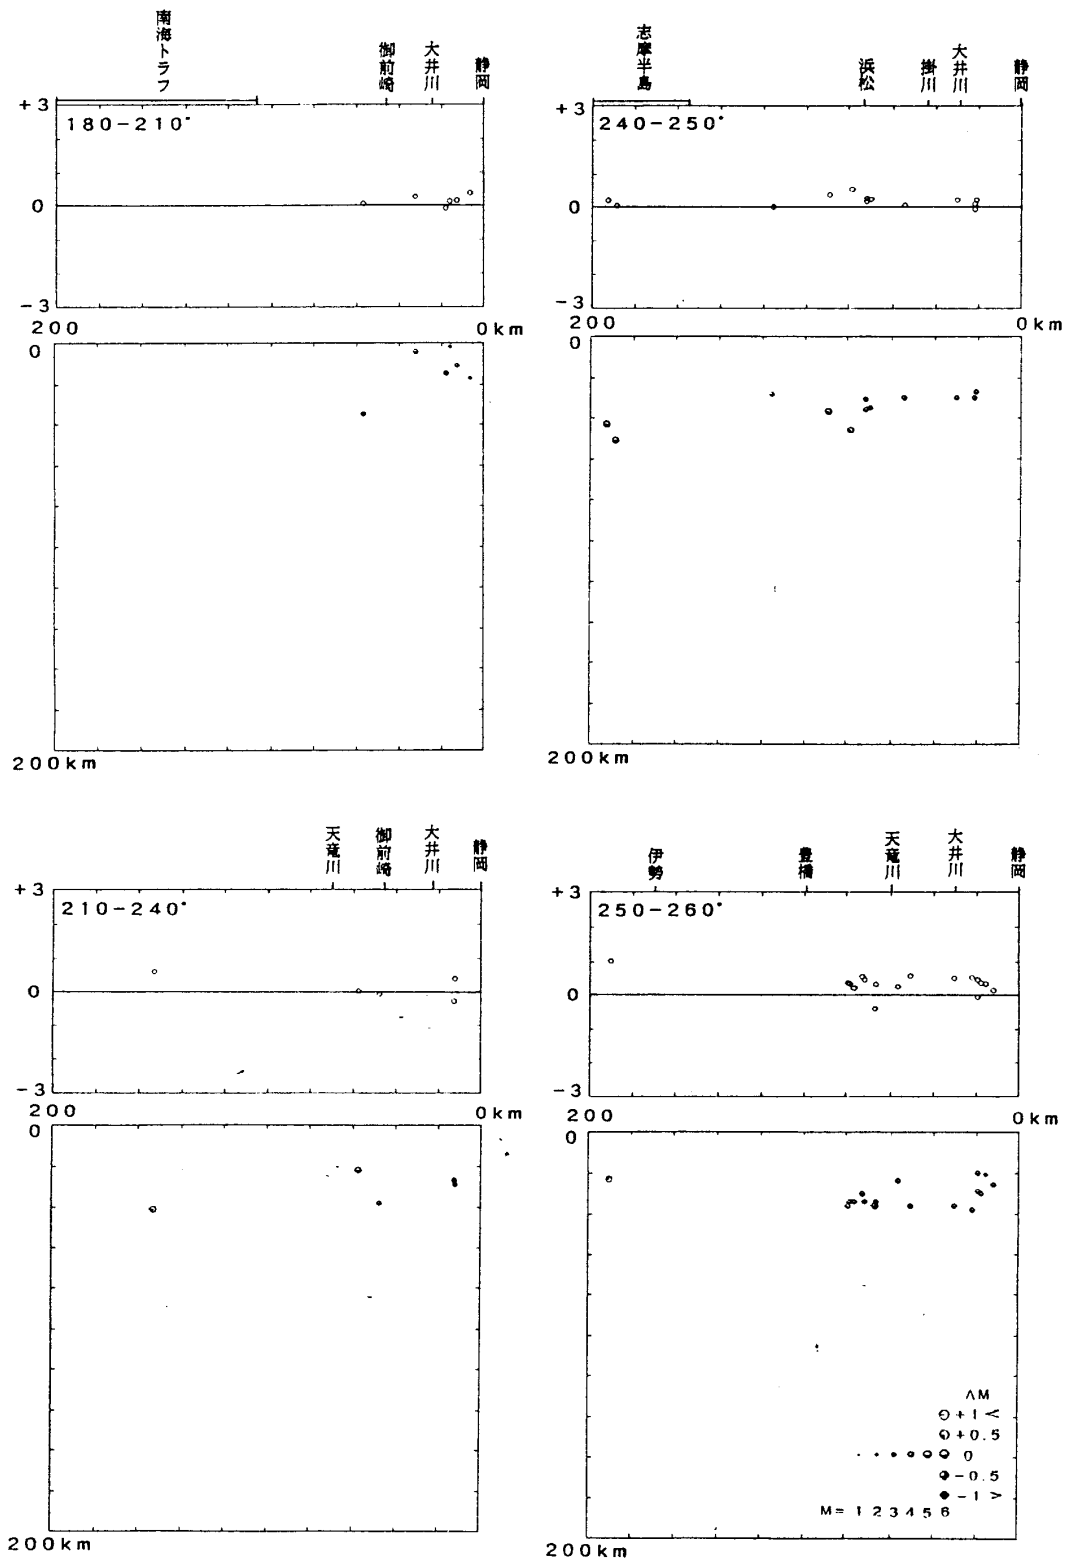 南海トラフ
御前崎
大井川
静岡
+3
180-210°
0
-3
200
0km
0
200km
志摩半島
浜松
掛川
大井川
静岡
+3
240-250°
0
-3
200
0km
0
200km
天竜川
御前崎
大井川
静岡
+3
210-240°
0
-3
200
0km
0
200km
伊勢
豊橋
天竜川
大井川
静岡
+3
250-260°
0
-3
200
0km
0
ΛM
+1<
+0.5
0
-0.5
-1>
M= 1 2 3 4 5 6
200km